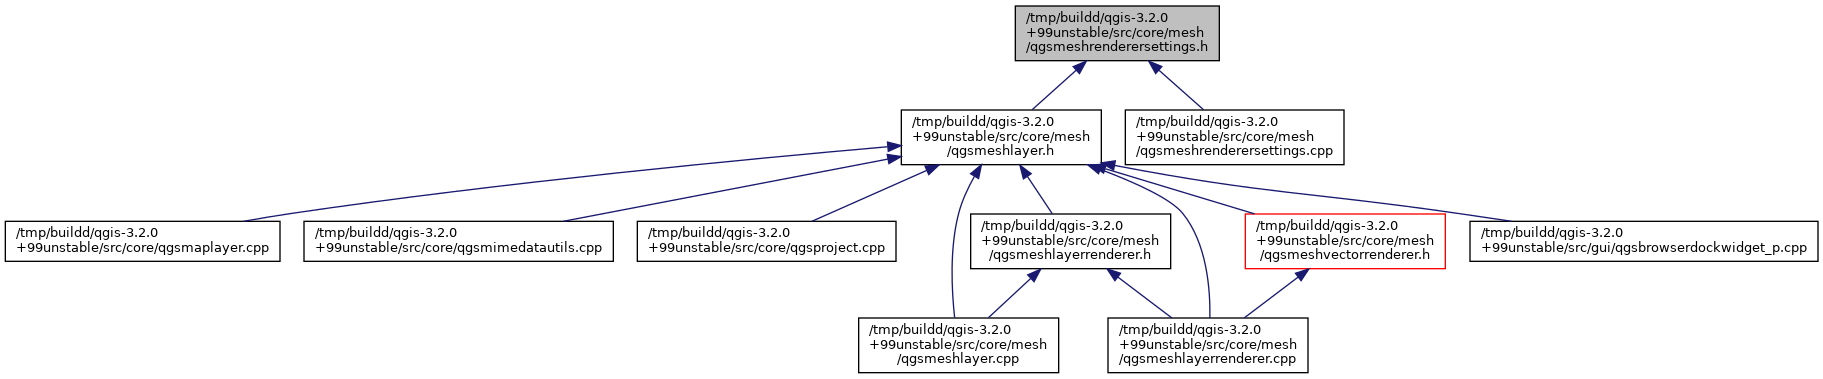 /tmp/buildd/qgis-3.2.0
+99unstable/src/core/mesh
/qgsmeshrenderersettings.h
/tmp/buildd/qgis-3.2.0
+99unstable/src/core/mesh
/qgsmeshlayer.h
/tmp/buildd/qgis-3.2.0
+99unstable/src/core/mesh
/qgsmeshrenderersettings.cpp
/tmp/buildd/qgis-3.2.0
+99unstable/src/core/qgsmaplayer.cpp
/tmp/buildd/qgis-3.2.0
+99unstable/src/core/qgsmimedatautils.cpp
/tmp/buildd/qgis-3.2.0
+99unstable/src/core/qgsproject.cpp
/tmp/buildd/qgis-3.2.0
+99unstable/src/core/mesh
/qgsmeshlayerrenderer.h
/tmp/buildd/qgis-3.2.0
+99unstable/src/core/mesh
/qgsmeshvectorrenderer.h
/tmp/buildd/qgis-3.2.0
+99unstable/src/gui/qgsbrowserdockwidget_p.cpp
/tmp/buildd/qgis-3.2.0
+99unstable/src/core/mesh
/qgsmeshlayer.cpp
/tmp/buildd/qgis-3.2.0
+99unstable/src/core/mesh
/qgsmeshlayerrenderer.cpp